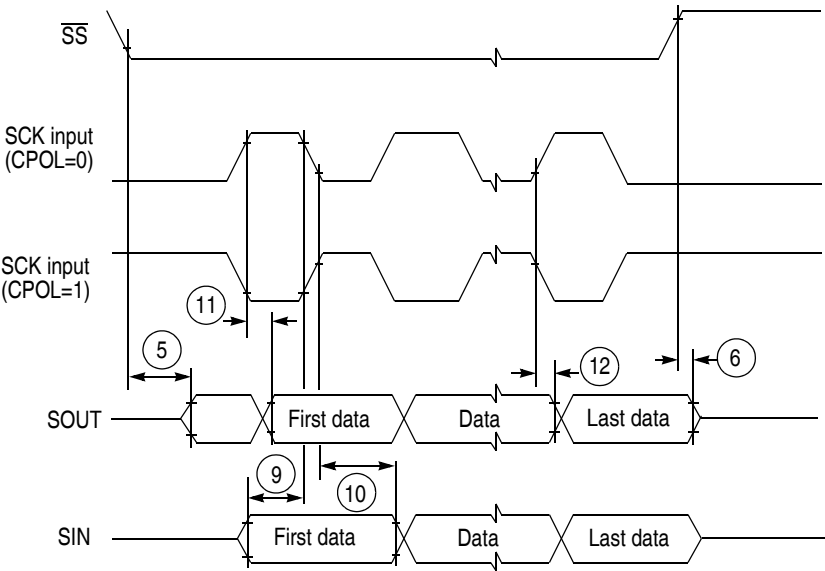 SS
SCK input
(CPOL=0)
SCK input
(CPOL=1)
11
5
12
6
SOUT
First data
Data
Last data
9
10
SIN
First data
Data
Last data